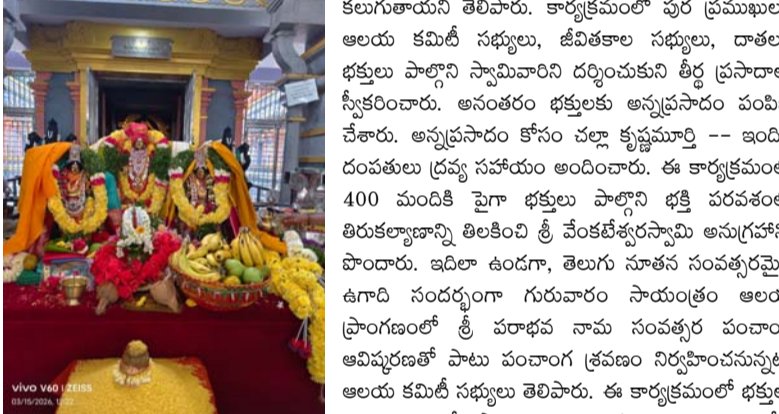 vivo V60 | ZEISS
03/15/2026, 12:22
కలుగుతాయని తెలిపారు. కార్యక్రమంలో పుర ప్రముఖుల
ఆలయ కమిటీ సభ్యులు, జీవితకాల సభ్యులు, దాతల
భక్తులు పాల్గొని స్వామివారిని దర్శించుకుని తీర్థ ప్రసాదాల
స్వీకరించారు. అనంతరం భక్తులకు అన్నప్రసాదం పంపి
చేశారు. అన్నప్రసాదం కోసం చల్లా కృష్ణమూర్తి -- ఇంది
దంపతులు ద్రవ్య సహాయం అందించారు. ఈ కార్యక్రమంల
400 మందికి పైగా భక్తులు పాల్గొని భక్తి పరవశంల
తిరుకల్యాణాన్ని తిలకించి శ్రీ వేంకటేశ్వరస్వామి అనుగ్రహాని
పొందారు. ఇదిలా ఉండగా, తెలుగు నూతన సంవత్సరమై
ఉగాది సందర్భంగా గురువారం సాయంత్రం ఆలయ
ప్రాంగణంలో శ్రీ పరాభవ నామ సంవత్సర పంచాం
ఆవిష్కరణతో పాటు పంచాంగ శ్రవణం నిర్వహించనున్నట
ఆలయ కమిటీ సభ్యులు తెలిపారు. ఈ కార్యక్రమంలో భక్తుల